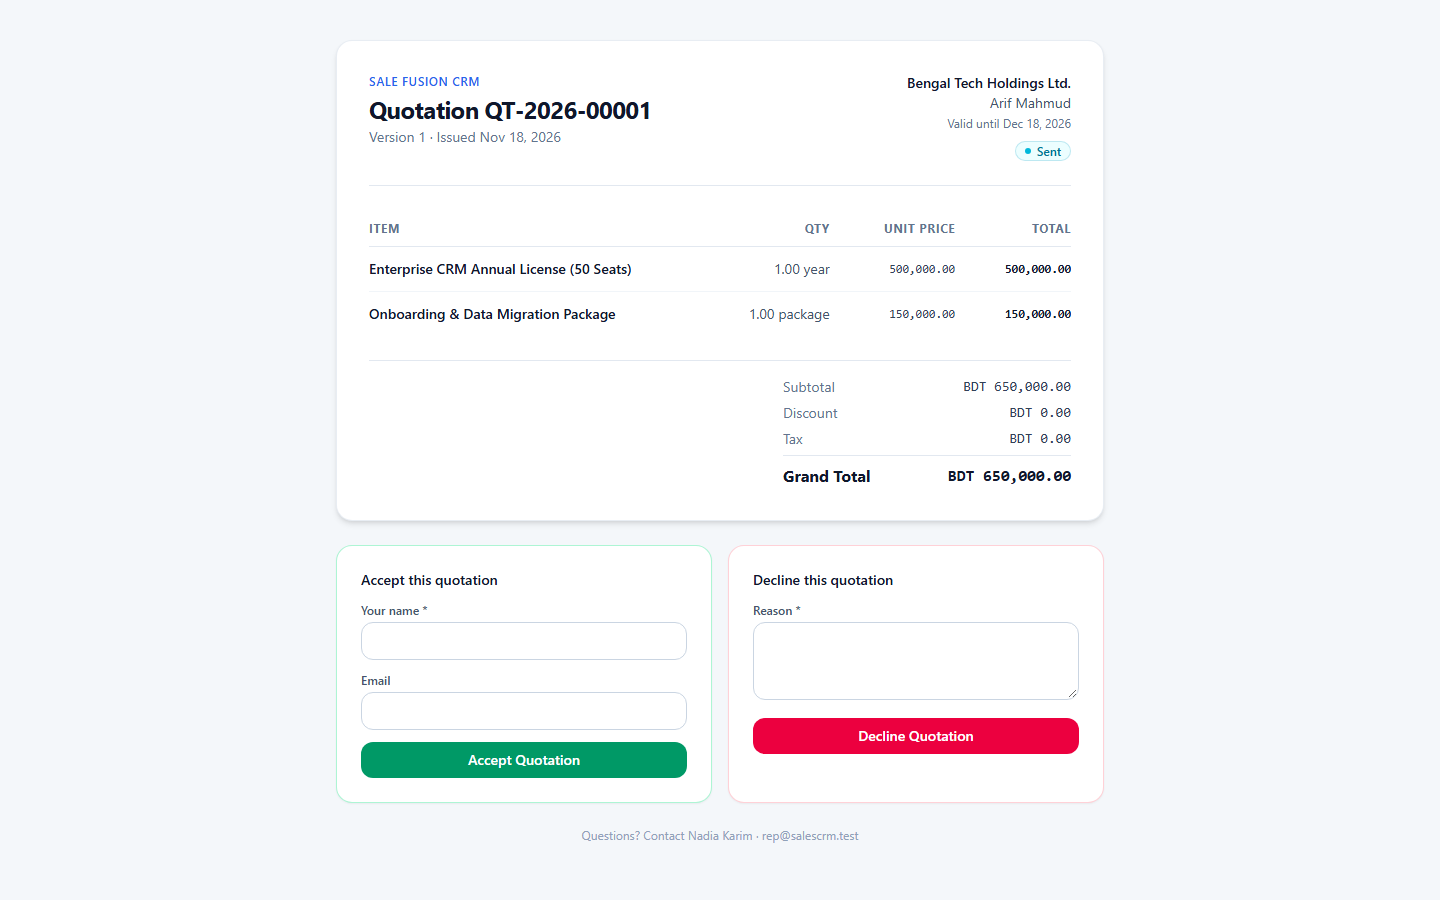 SALE FUSION CRM
Quotation QT-2026-00001
Version 1 · Issued Nov 18, 2026
Bengal Tech Holdings Ltd.
Arif Mahmud
Valid until Dec 18, 2026
Sent
ITEM QTY UNIT PRICE TOTAL
Enterprise CRM Annual License (50 Seats) 1.00 year 500,000.00 500,000.00
Onboarding & Data Migration Package 1.00 package 150,000.00 150,000.00
Subtotal BDT 650,000.00
Discount BDT 0.00
Tax BDT 0.00
Grand Total BDT 650,000.00
Accept this quotation
Your name *
Email
Accept Quotation
Decline this quotation
Reason *
Decline Quotation
Questions? Contact Nadia Karim · rep@salescrm.test